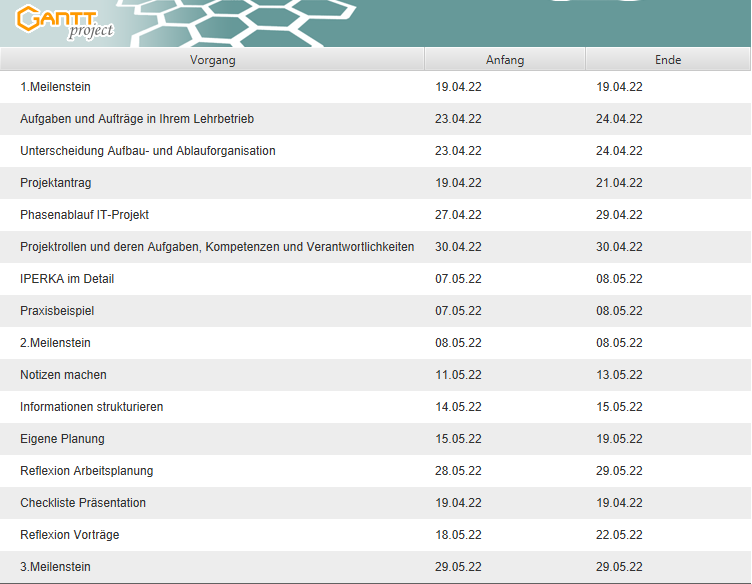 GANTT
project
Vorgang Anfang Ende
1.Meilenstein 19.04.22 19.04.22
Aufgaben und Aufträge in Ihrem Lehrbetrieb 23.04.22 24.04.22
Unterscheidung Aufbau- und Ablauforganisation 23.04.22 24.04.22
Projektantrag 19.04.22 21.04.22
Phasenablauf IT-Projekt 27.04.22 29.04.22
Projektrollen und deren Aufgaben, Kompetenzen und Verantwortlichkeiten 30.04.22 30.04.22
IPERKA im Detail 07.05.22 08.05.22
Praxisbeispiel 07.05.22 08.05.22
2.Meilenstein 08.05.22 08.05.22
Notizen machen 11.05.22 13.05.22
Informationen strukturieren 14.05.22 15.05.22
Eigene Planung 15.05.22 19.05.22
Reflexion Arbeitsplanung 28.05.22 29.05.22
Checkliste Präsentation 19.04.22 19.04.22
Reflexion Vorträge 18.05.22 22.05.22
3.Meilenstein 29.05.22 29.05.22